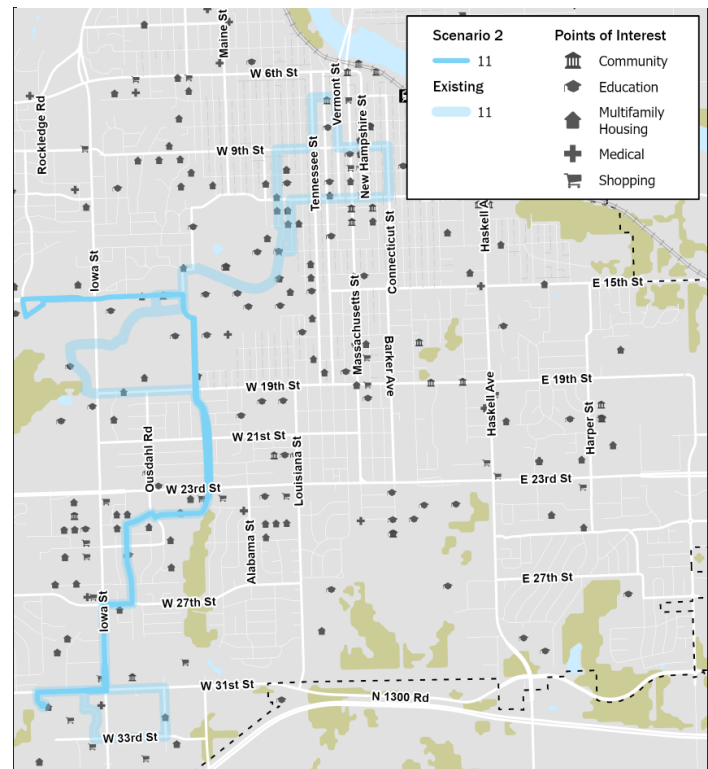 Scenario 2
11
Existing
11
Points of Interest
Community
Education
Multifamily
Housing
Medical
Shopping
Maine St
W 6th St
Vermont St
Rockledge Rd
W 9th St
Tennessee St
New Hampshire St
Connecticut St
Haskell A
Iowa St
E 15th St
Massachusetts St
Barker Ave
W 19th St
E 19th St
Haskell Ave
Harper St
Ousdahl Rd
W 21st St
Louisiana St
W 23rd St
E 23rd St
Alabama St
E 27th St
Iowa St
W 27th St
W 31st St
N 1300 Rd
W 33rd St